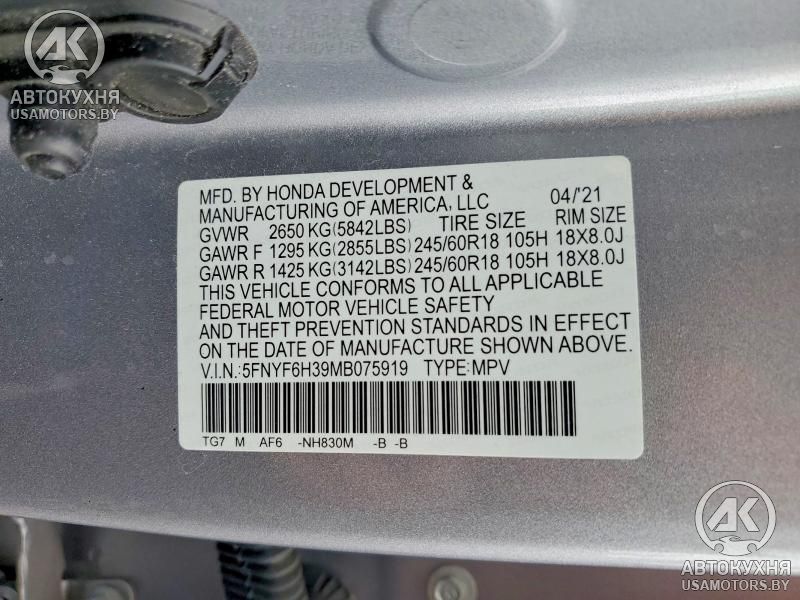 AK
АВТОКУХНЯ
USAMOTORS.BY
MFD. BY HONDA DEVELOPMENT &
MANUFACTURING OF AMERICA, LLC 04/'21
GVWR 2650 KG(5842LBS) TIRE SIZE RIM SIZE
GAWR F 1295 KG(2855LBS) 245/60R18 105H 18X8.0J
GAWR R 1425 KG(3142LBS) 245/60R18 105H 18X8.0J
THIS VEHICLE CONFORMS TO ALL APPLICABLE
FEDERAL MOTOR VEHICLE SAFETY
AND THEFT PREVENTION STANDARDS IN EFFECT
ON THE DATE OF MANUFACTURE SHOWN ABOVE.
V.I.N.:5FNYF6H39MB075919 TYPE:MPV
TG7 M AF6 -NH830M -B -B
AK
АВТОКУХНЯ
USAMOTORS.BY